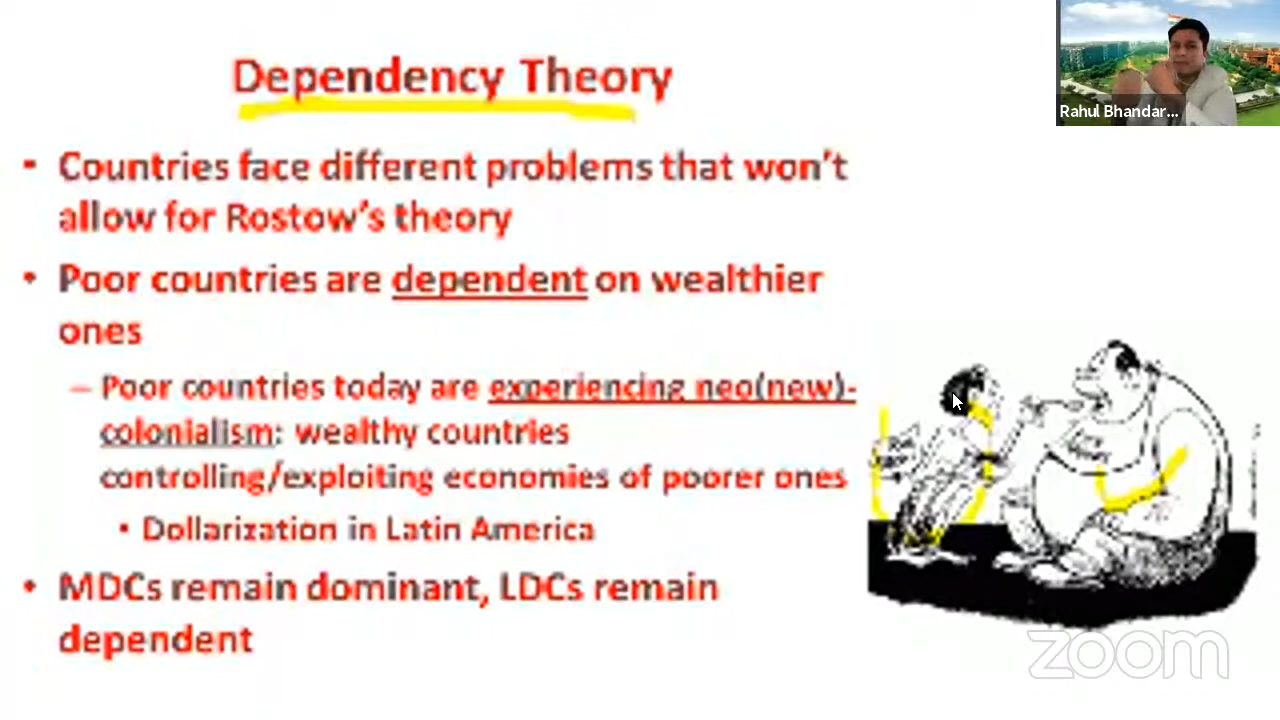 Dependency Theory
Rahul Bhandar...
• Countries face different problems that won't
allow for Rostow's theory
• Poor countries are dependent on wealthier
ones
– Poor countries today are experiencing neo(new)-
colonialism: wealthy countries
controlling/exploiting economies of poorer ones
• Dollarization in Latin America
• MDCs remain dominant, LDCs remain
dependent
zoom